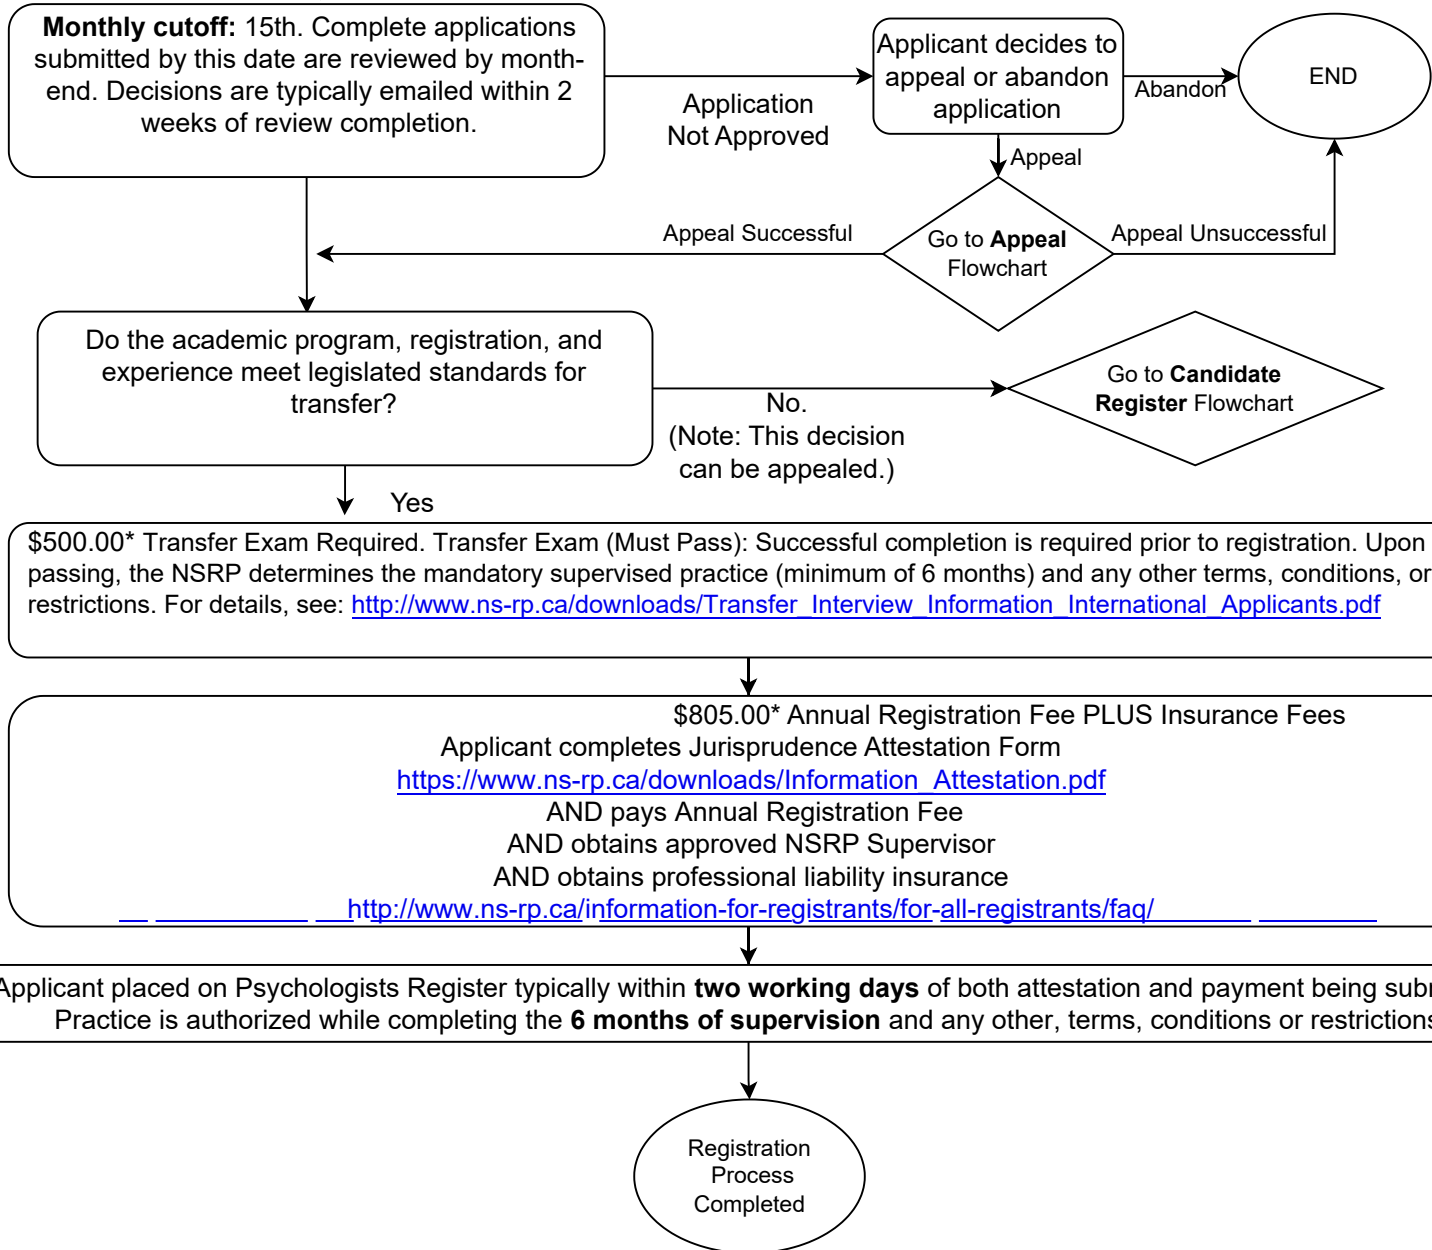 Monthly cutoff: 15th. Complete applications
submitted by this date are reviewed by month-
end. Decisions are typically emailed within 2
weeks of review completion.
Application
Not Approved
Applicant decides to
appeal or abandon
application
Abandon
END
Appeal
Appeal Successful
Go to Appeal
Flowchart
Appeal Unsuccessful
Do the academic program, registration, and
experience meet legislated standards for
transfer?
No.
(Note: This decision
can be appealed.)
Go to Candidate
Register Flowchart
Yes
$500.00* Transfer Exam Required. Transfer Exam (Must Pass): Successful completion is required prior to registration. Upon
passing, the NSRP determines the mandatory supervised practice (minimum of 6 months) and any other terms, conditions, or
restrictions. For details, see: http://www.ns-rp.ca/downloads/Transfer_Interview_Information_International_Applicants.pdf
$805.00* Annual Registration Fee PLUS Insurance Fees
Applicant completes Jurisprudence Attestation Form
https://www.ns-rp.ca/downloads/Information_Attestation.pdf
AND pays Annual Registration Fee
AND obtains approved NSRP Supervisor
AND obtains professional liability insurance
http://www.ns-rp.ca/information-for-registrants/for-all-registrants/faq/
Applicant placed on Psychologists Register typically within two working days of both attestation and payment being
Practice is authorized while completing the 6 months of supervision and any other, terms, conditions or restrictions
Registration
Process
Completed